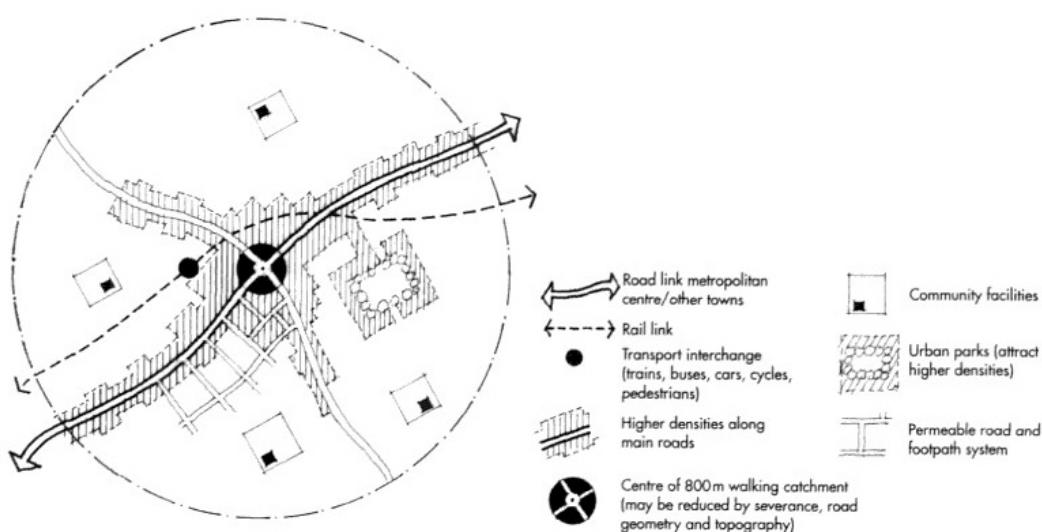 Road link metropolitan
centre/other towns
Rail link
Transport interchange
(trains, buses, cars, cycles,
pedestrians)
Higher densities along
main roads
Centre of 800m walking catchment
(may be reduced by severance, road
geometry and topography)
Community facilities
Urban parks (attract
higher densities)
Permeable road and
footpath system